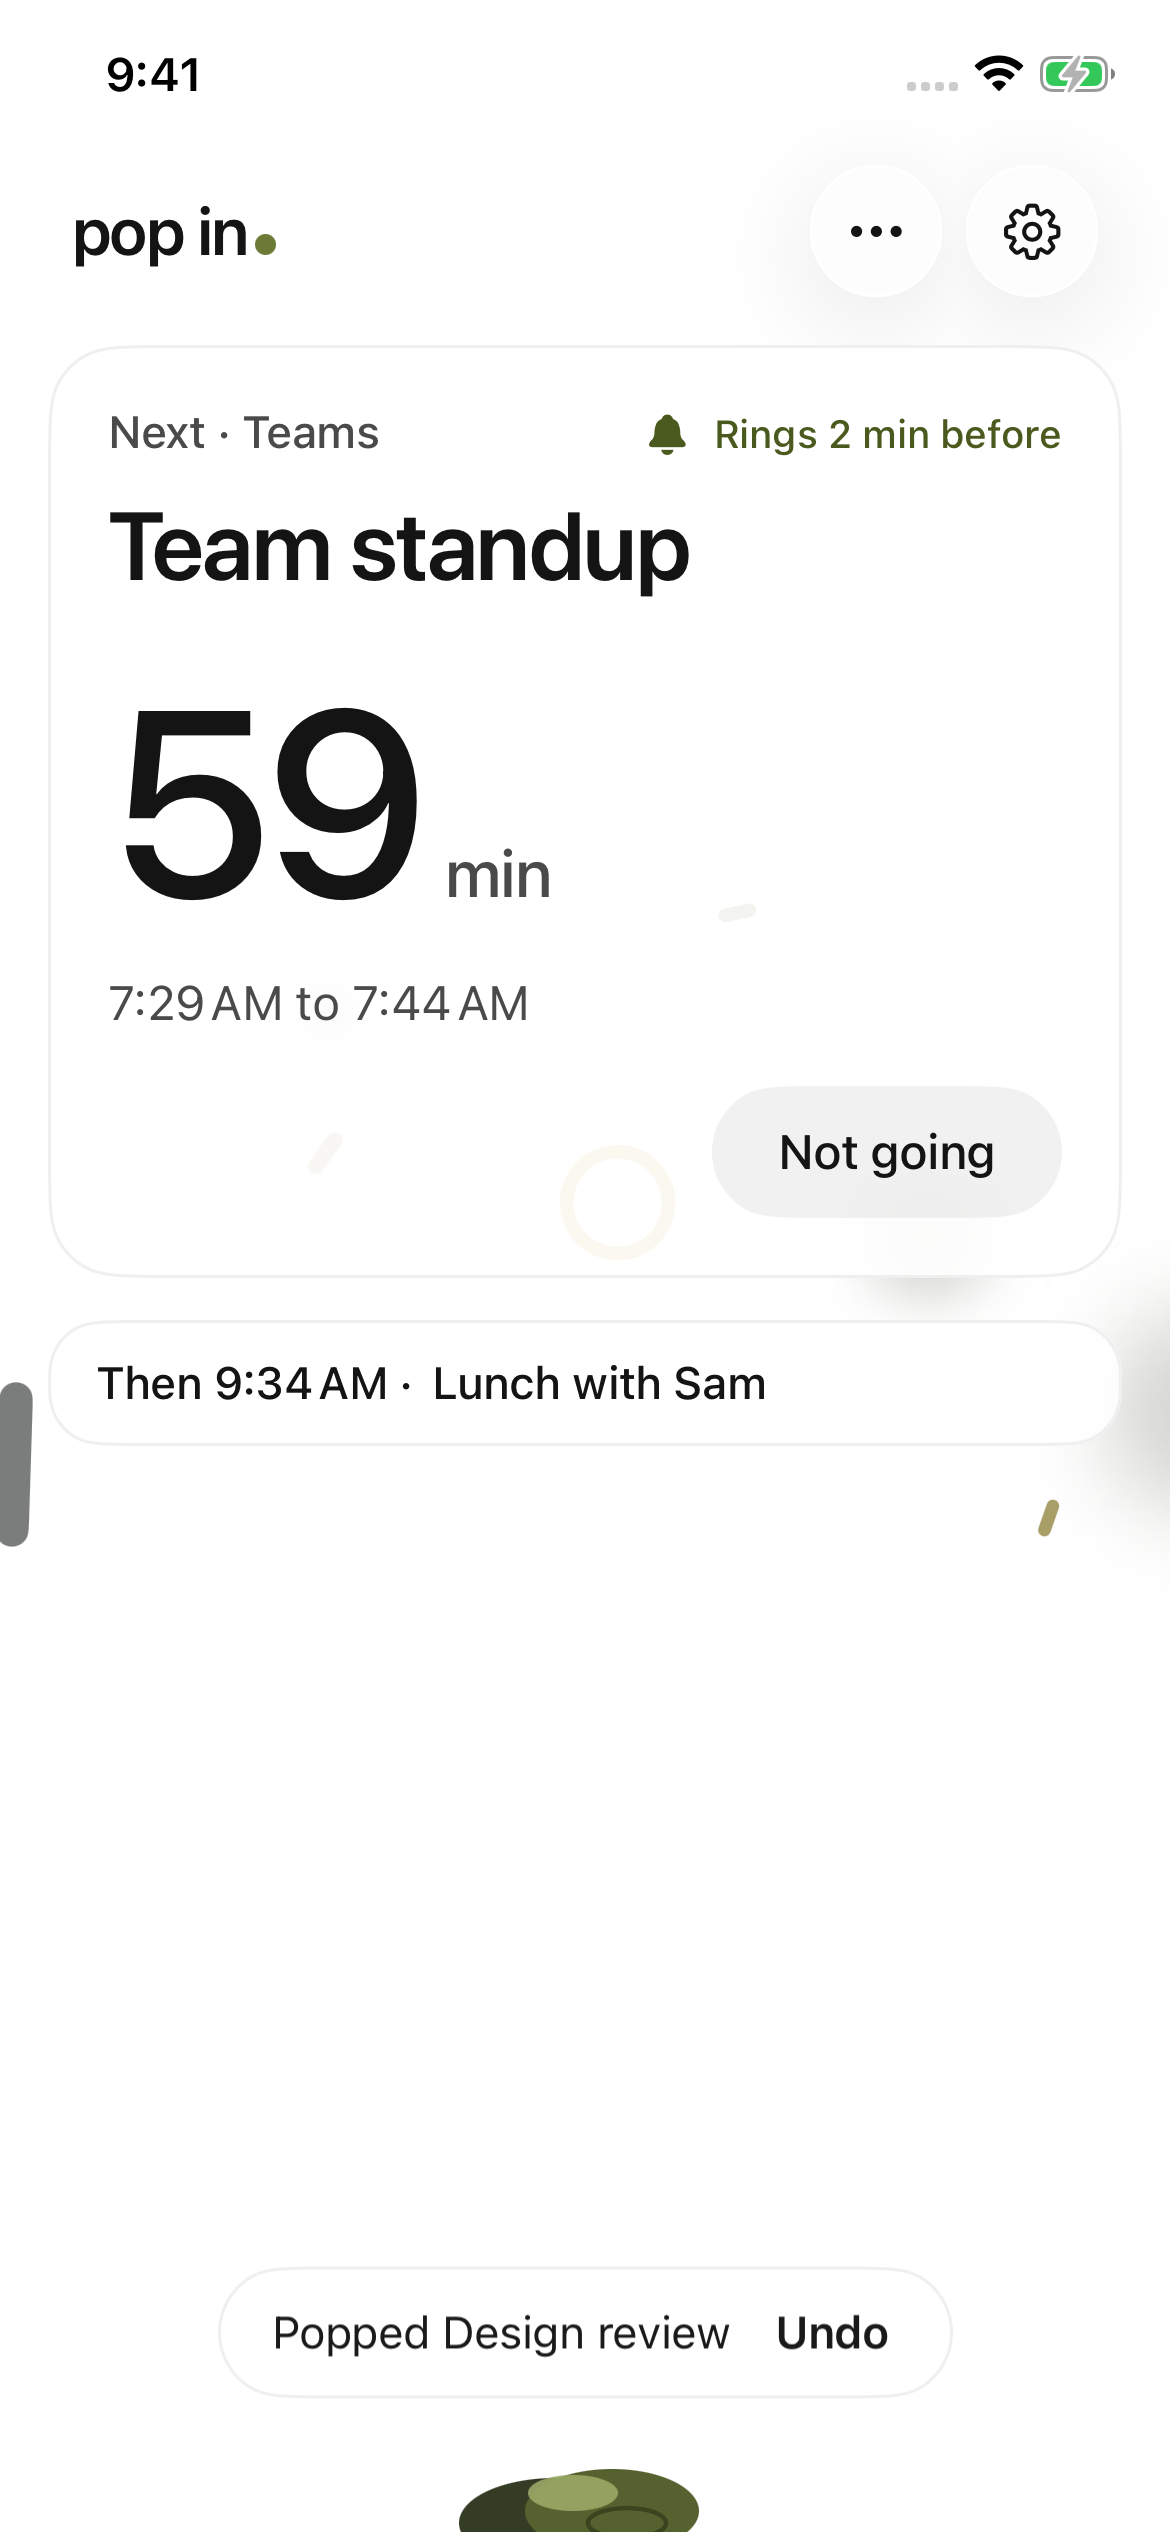 9:41
pop in.
Next · Teams
Rings 2 min before
Team standup
59 min
7:29 AM to 7:44 AM
Not going
Then 9:34 AM · Lunch with Sam
Popped Design review Undo